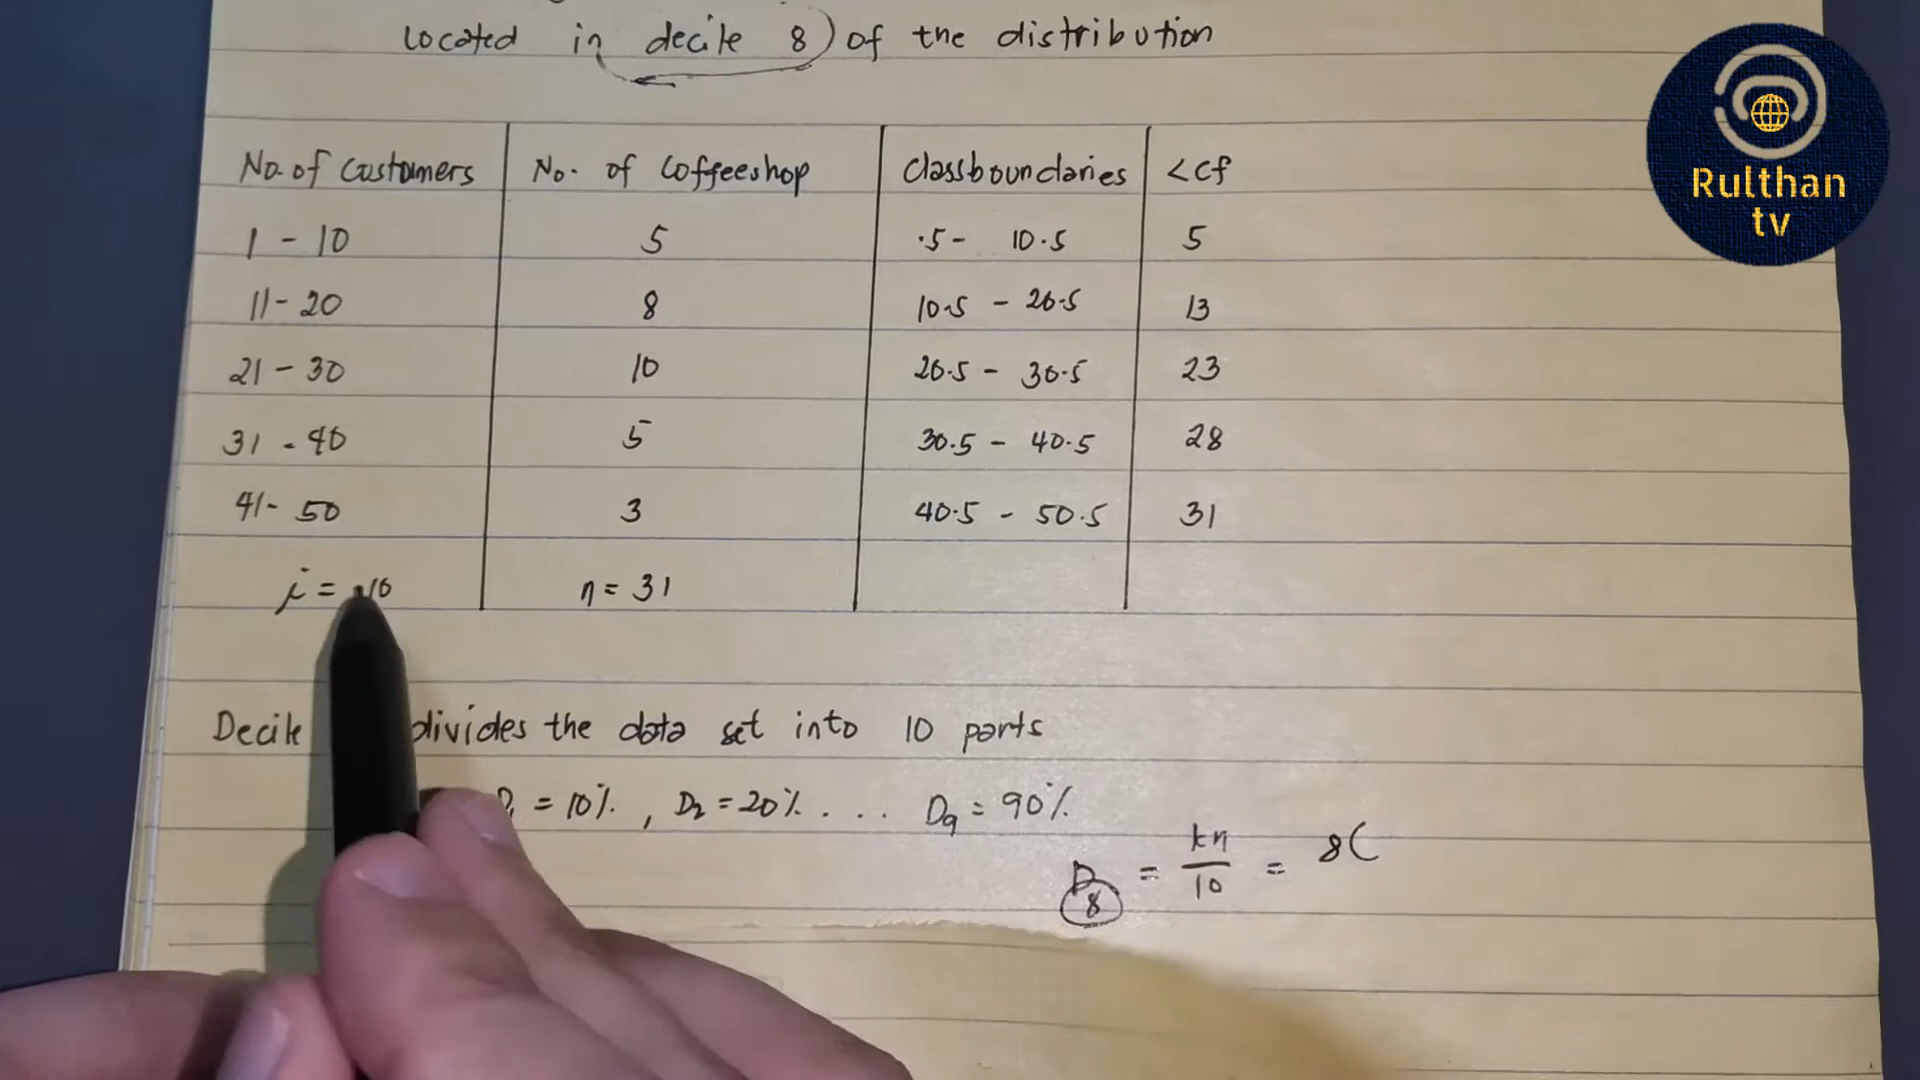 located in decile 8 of the distribution
Rulthan
tv
No. of Customers No. of Coffeeshop Classboundaries <cf
1 - 10 5 .5 - 10.5 5
11 - 20 8 10.5 - 20.5 13
21 - 30 10 20.5 - 30.5 23
31 - 40 5 30.5 - 40.5 28
41 - 50 3 40.5 - 50.5 31
i = 10 n = 31
Decile divides the data set into 10 parts
= 10%, D2 = 20% . . . . D9 = 90%
D8 = kn/10 = 8(